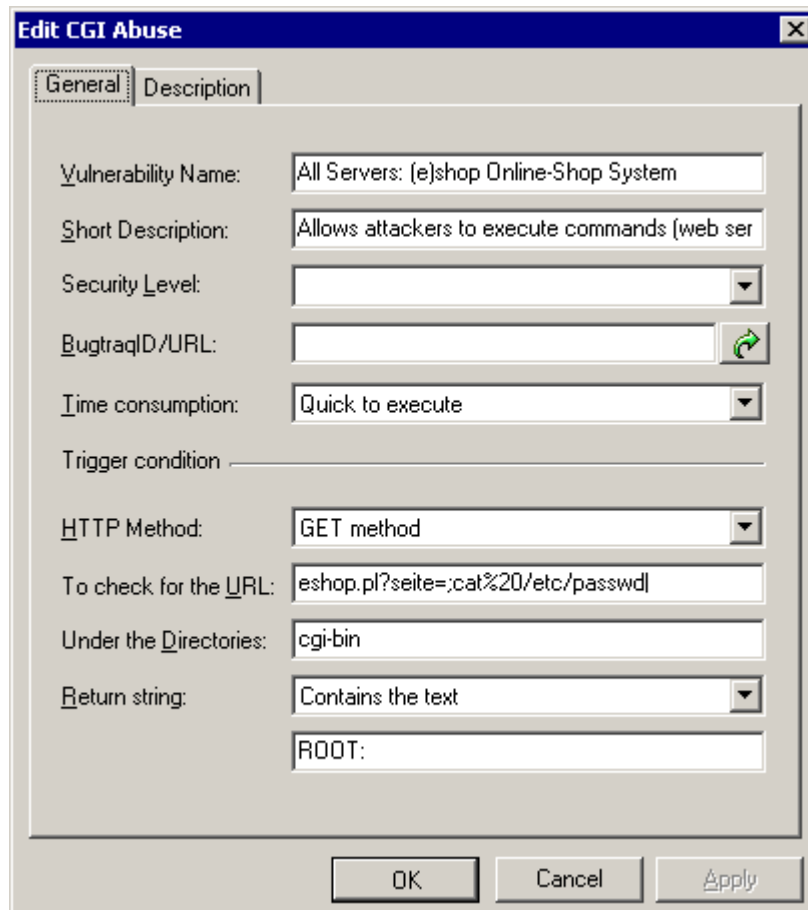 Edit CGI Abuse
General Description
Vulnerability Name: All Servers: (e)shop Online-Shop System
Short Description: Allows attackers to execute commands (web ser
Security Level:
BugtraqID/URL:
Time consumption: Quick to execute
Trigger condition
HTTP Method: GET method
To check for the URL: eshop.pl?seite=;cat%20/etc/passwd|
Under the Directories: cgi-bin
Return string: Contains the text
ROOT:
OK Cancel Apply